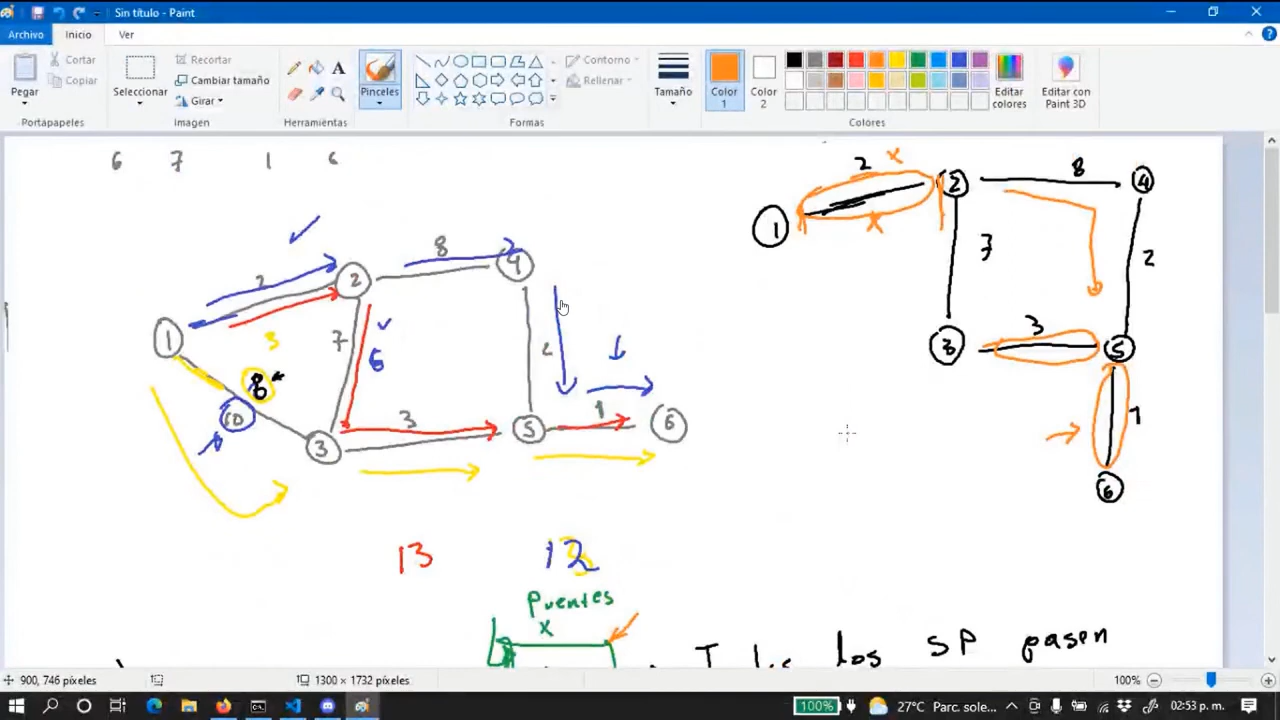 Sin título - Paint
Archivo
Inicio
Ver
Pegar
Cortar
Copiar
Portapapeles
Seleccionar
Recortar
Cambiar tamaño
Girar
Imagen
A
Herramientas
Pinceles
Contorno
Rellenar
Formas
Tamaño
Color 1
Color 2
Editar colores
Editar con Paint 3D
Colores
6 7 1 6
2 x
2
8
4
1
x
7
2
3
3
5
1
6
2
2
8
4
1
3
7
5
2
8
10
3
3
5
1
6
13
12
Puentes
x
los SP pasen
900, 746 píxeles
1300 × 1732 píxeles
100%
100%
27°C Parc. sole...
02:53 p. m.